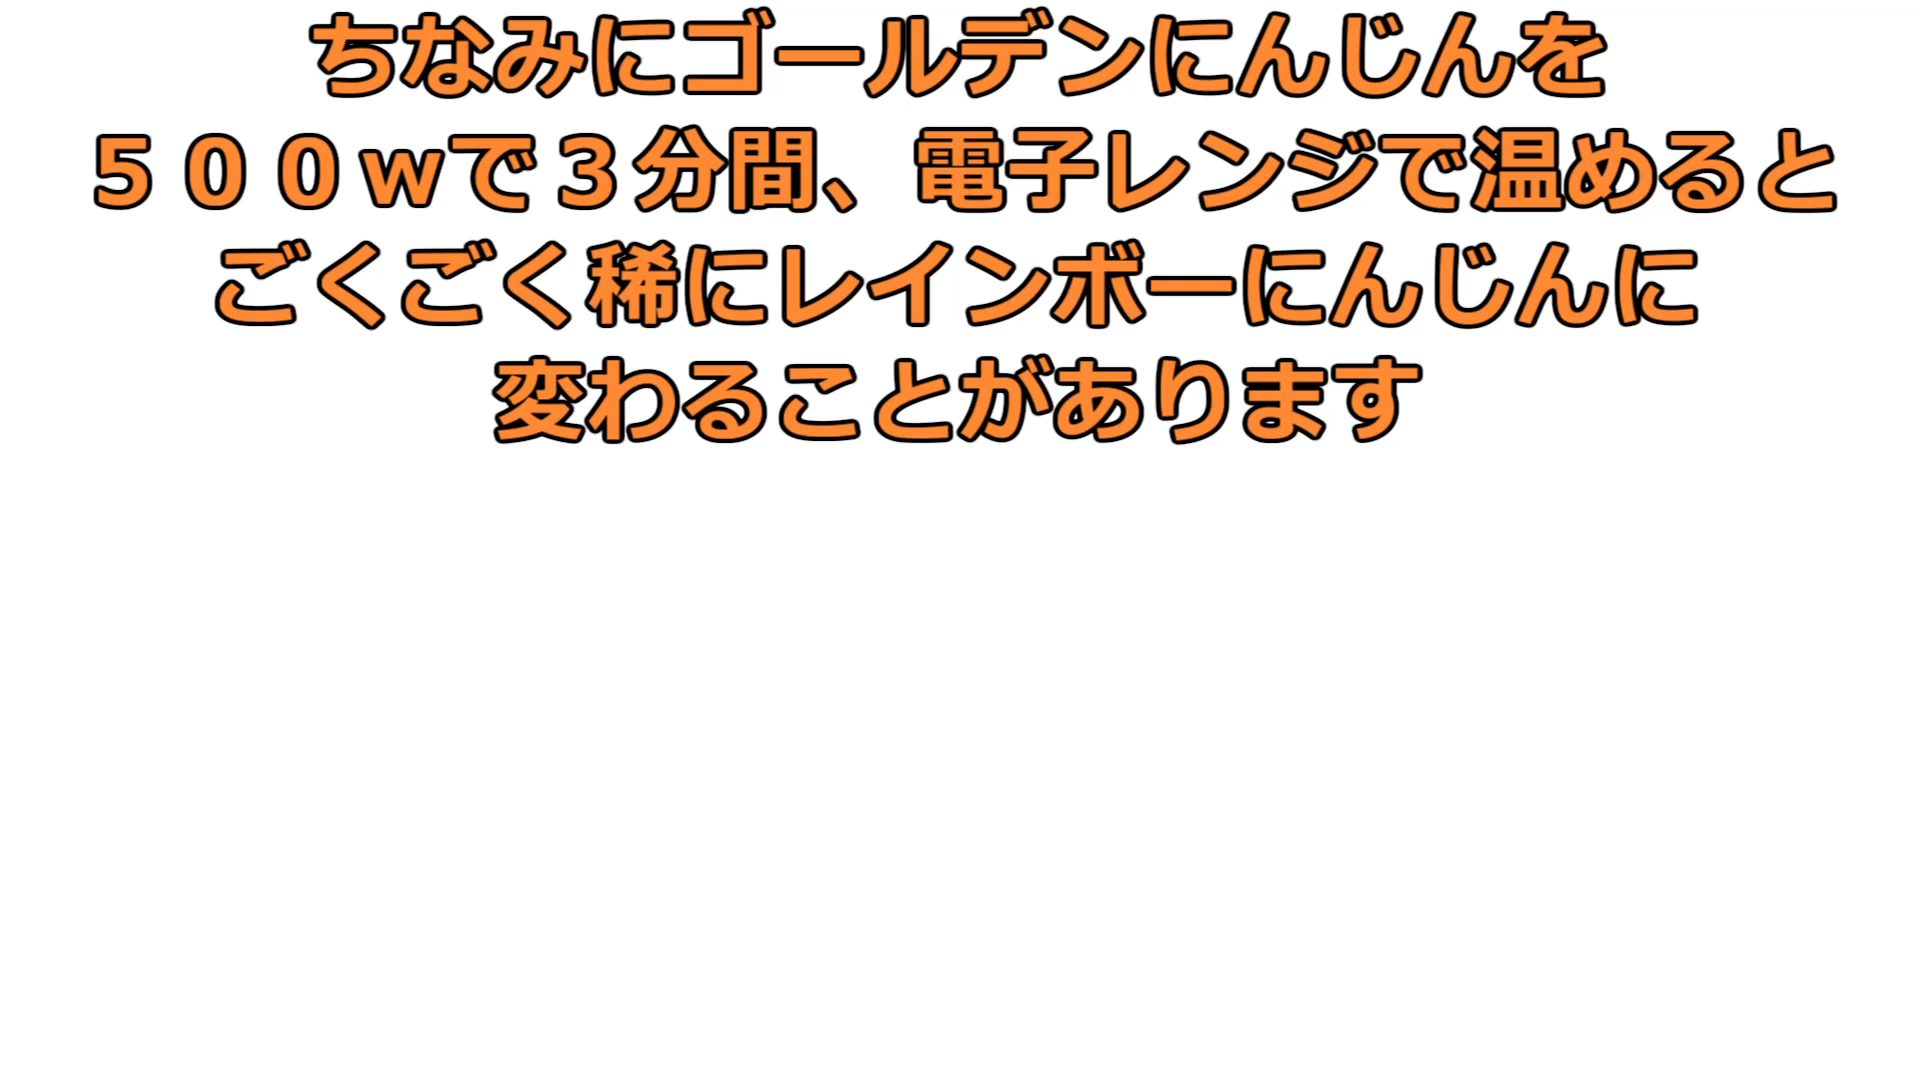 ちなみにゴールデンにんじんを
５００ｗで３分間、電子レンジで温めると
ごくごく稀にレインボーにんじんに
変わることがあります